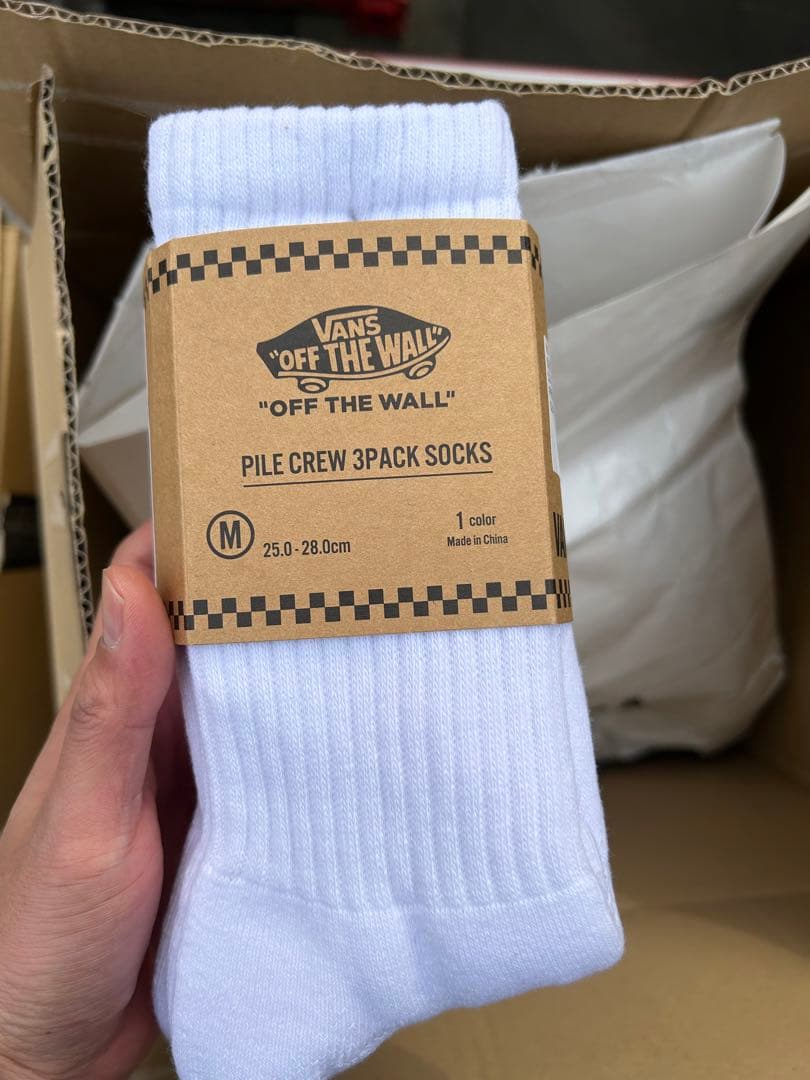 VANS
"OFF THE WALL"
"OFF THE WALL"
PILE CREW 3PACK SOCKS
M 25.0-28.0cm
1 color
Made in China